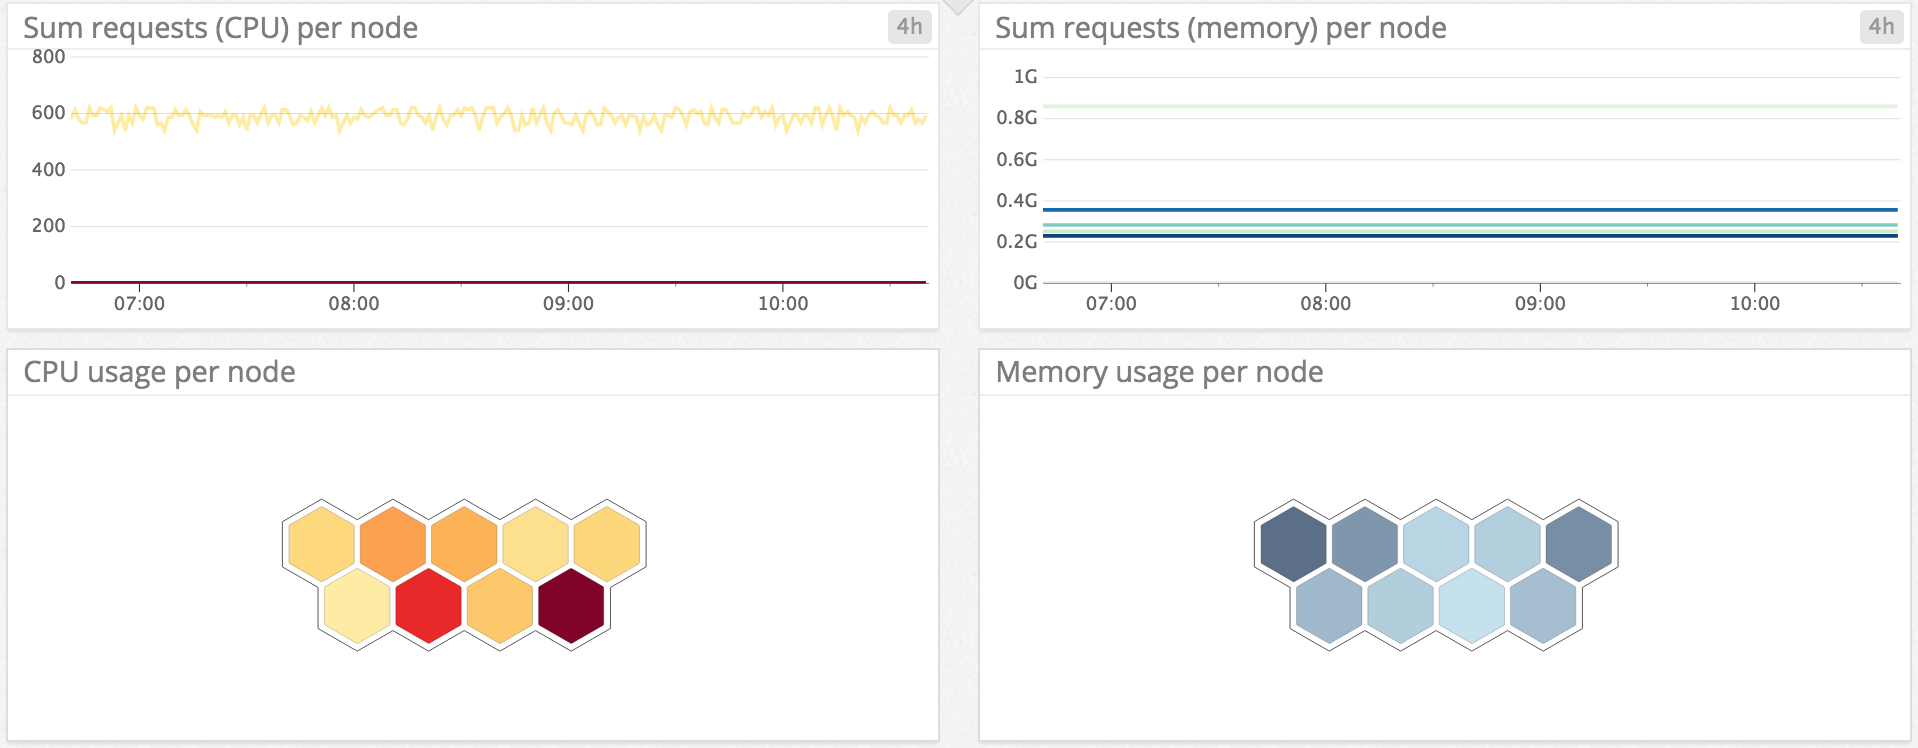 Sum requests (CPU) per node
4h
800
600
400
200
0
07:00
08:00
09:00
10:00
Sum requests (memory) per node
4h
1G
0.8G
0.6G
0.4G
0.2G
0G
07:00
08:00
09:00
10:00
CPU usage per node
Memory usage per node